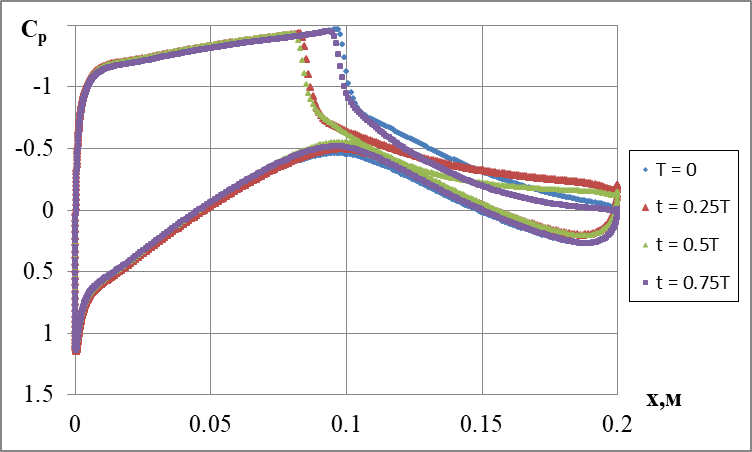 Cp
-1
-0.5
0
0.5
1
1.5
0 0.05 0.1 0.15 0.2
х,м
T = 0
t = 0.25T
t = 0.5T
t = 0.75T